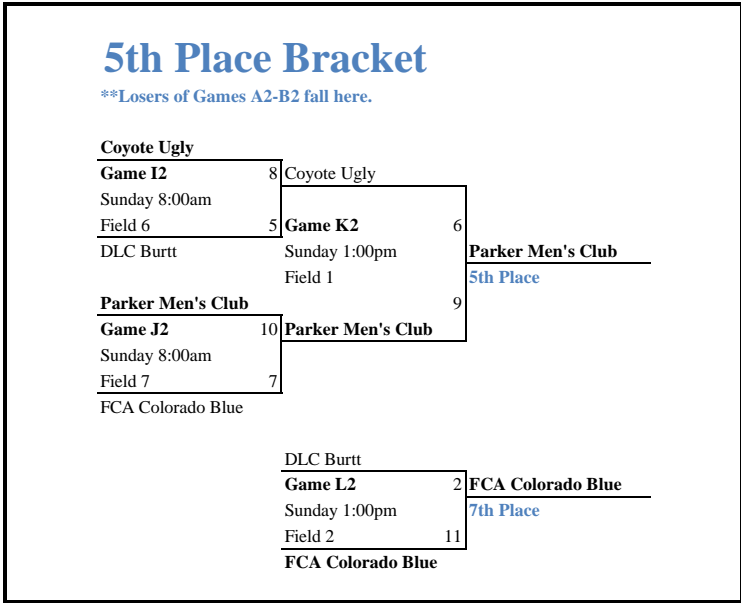 5th Place Bracket
**Losers of Games A2-B2 fall here.
Coyote Ugly
Game I2 8 Coyote Ugly
Sunday 8:00am
Field 6 5 Game K2 6
DLC Burtt Sunday 1:00pm Parker Men's Club
Field 1 5th Place
Parker Men's Club 9
Game J2 10 Parker Men's Club
Sunday 8:00am
Field 7 7
FCA Colorado Blue
DLC Burtt
Game L2 2 FCA Colorado Blue
Sunday 1:00pm 7th Place
Field 2 11
FCA Colorado Blue